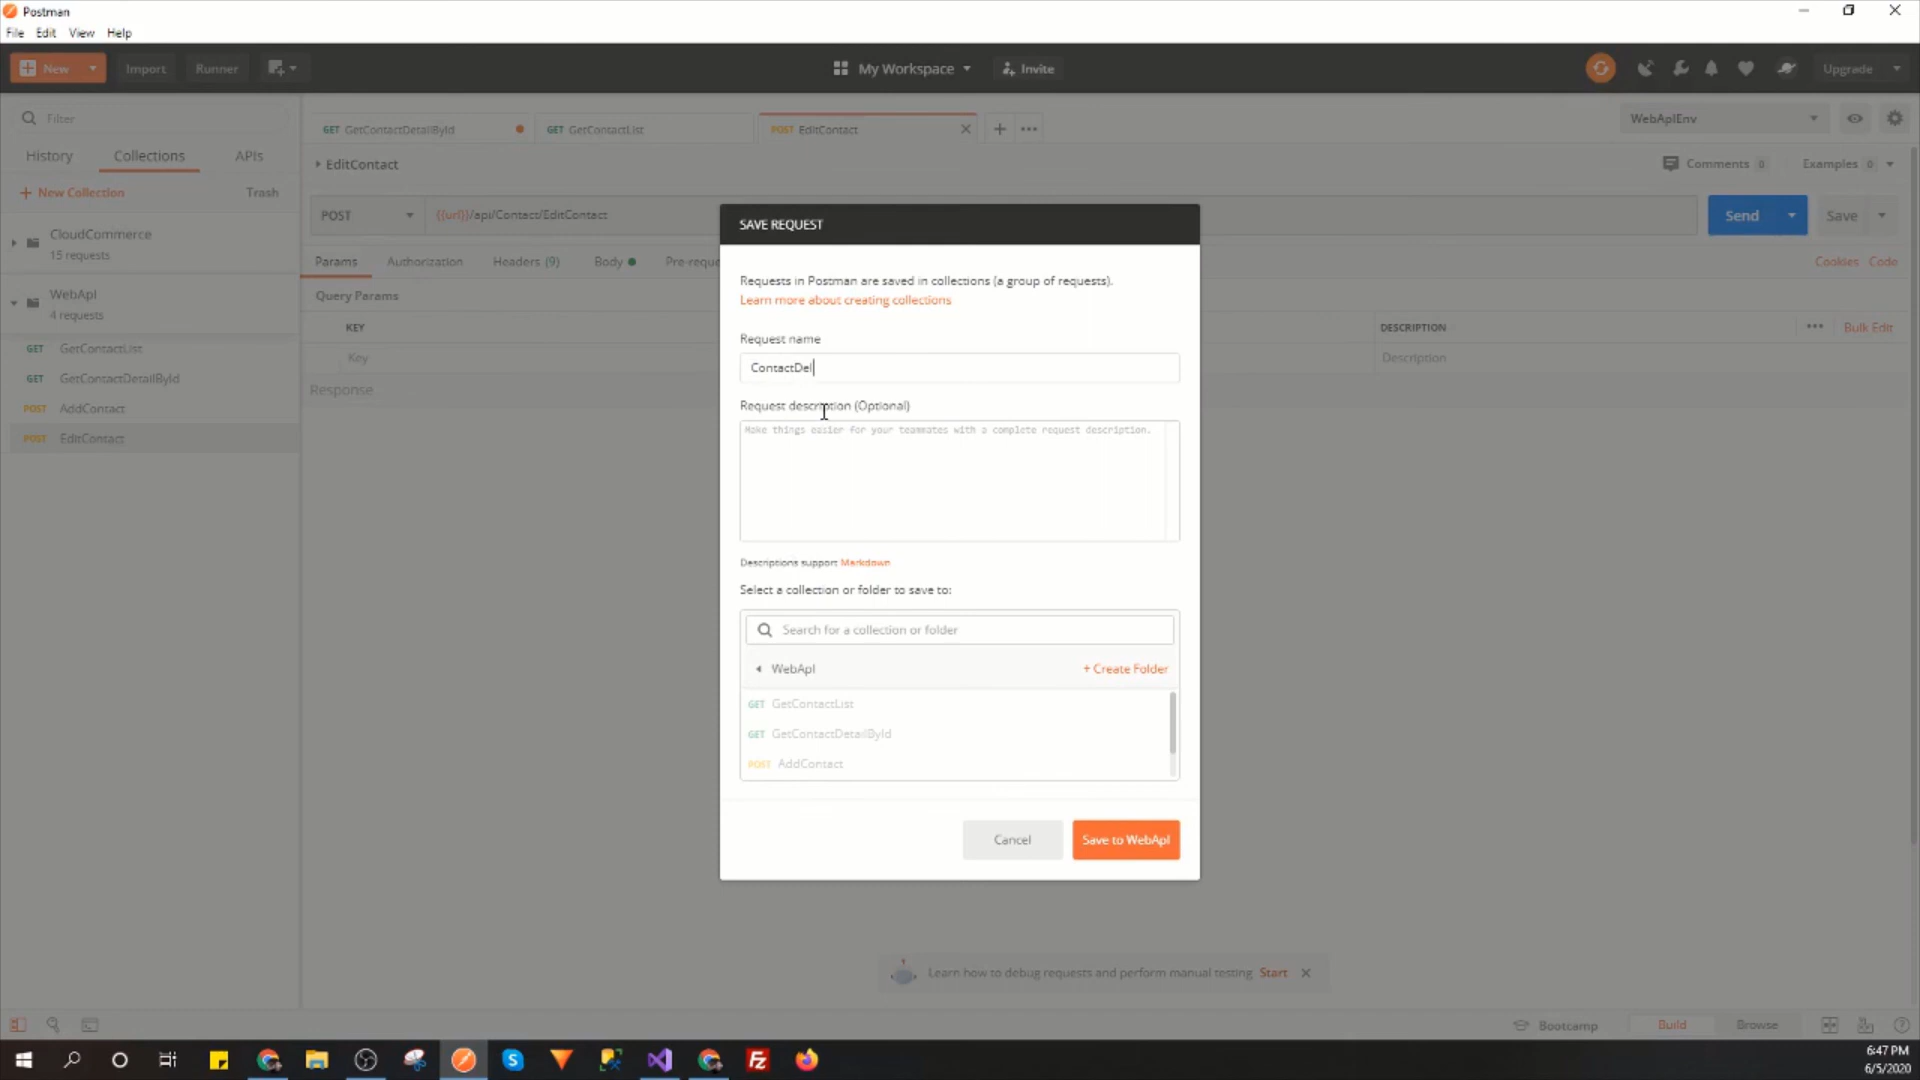 Postman
File Edit View Help
New Import Runner My Workspace Invite Upgrade
Filter
History Collections APIs
+ New Collection Trash
CloudCommerce
15 requests
WebApI
4 requests
GET GetContactList
GET GetContactDetailById
POST AddContact
POST EditContact
GET GetContactDetailById GET GetContactList POST EditContact
WebApiEnv
EditContact
Comments 0 Examples 0
POST {{url}}/api/Contact/EditContact Send Save
Params Authorization Headers (9) Body Pre-reque Cookies Code
Query Params
KEY DESCRIPTION Bulk Edit
Key Description
Response
SAVE REQUEST
Requests in Postman are saved in collections (a group of requests).
Learn more about creating collections
Request name
ContactDel
Request description (Optional)
Make things easier for your teammates with a complete request description.
Descriptions support Markdown
Select a collection or folder to save to:
Search for a collection or folder
WebApI + Create Folder
GET GetContactList
GET GetContactDetailById
POST AddContact
Cancel Save to WebApI
Learn how to debug requests and perform manual testing Start
Bootcamp Build Browse
6:47 PM
6/5/2020